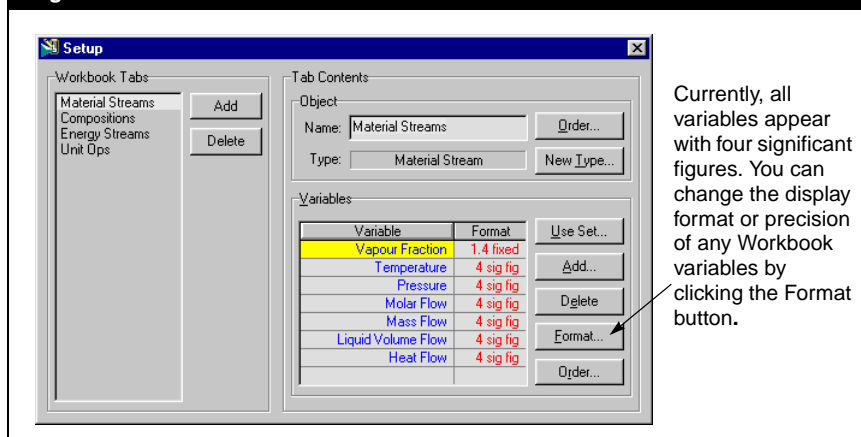 Setup
Workbook Tabs
Material Streams
Compositions
Energy Streams
Unit Ops
Add
Delete
Tab Contents
Object
Name: Material Streams
Order...
Type: Material Stream
New Type...
Variables
Variable Format
Vapour Fraction 1.4 fixed
Temperature 4 sig fig
Pressure 4 sig fig
Molar Flow 4 sig fig
Mass Flow 4 sig fig
Liquid Volume Flow 4 sig fig
Heat Flow 4 sig fig
Use Set...
Add...
Delete
Format...
Order...
Currently, all
variables appear
with four significant
figures. You can
change the display
format or precision
of any Workbook
variables by
clicking the Format
button.